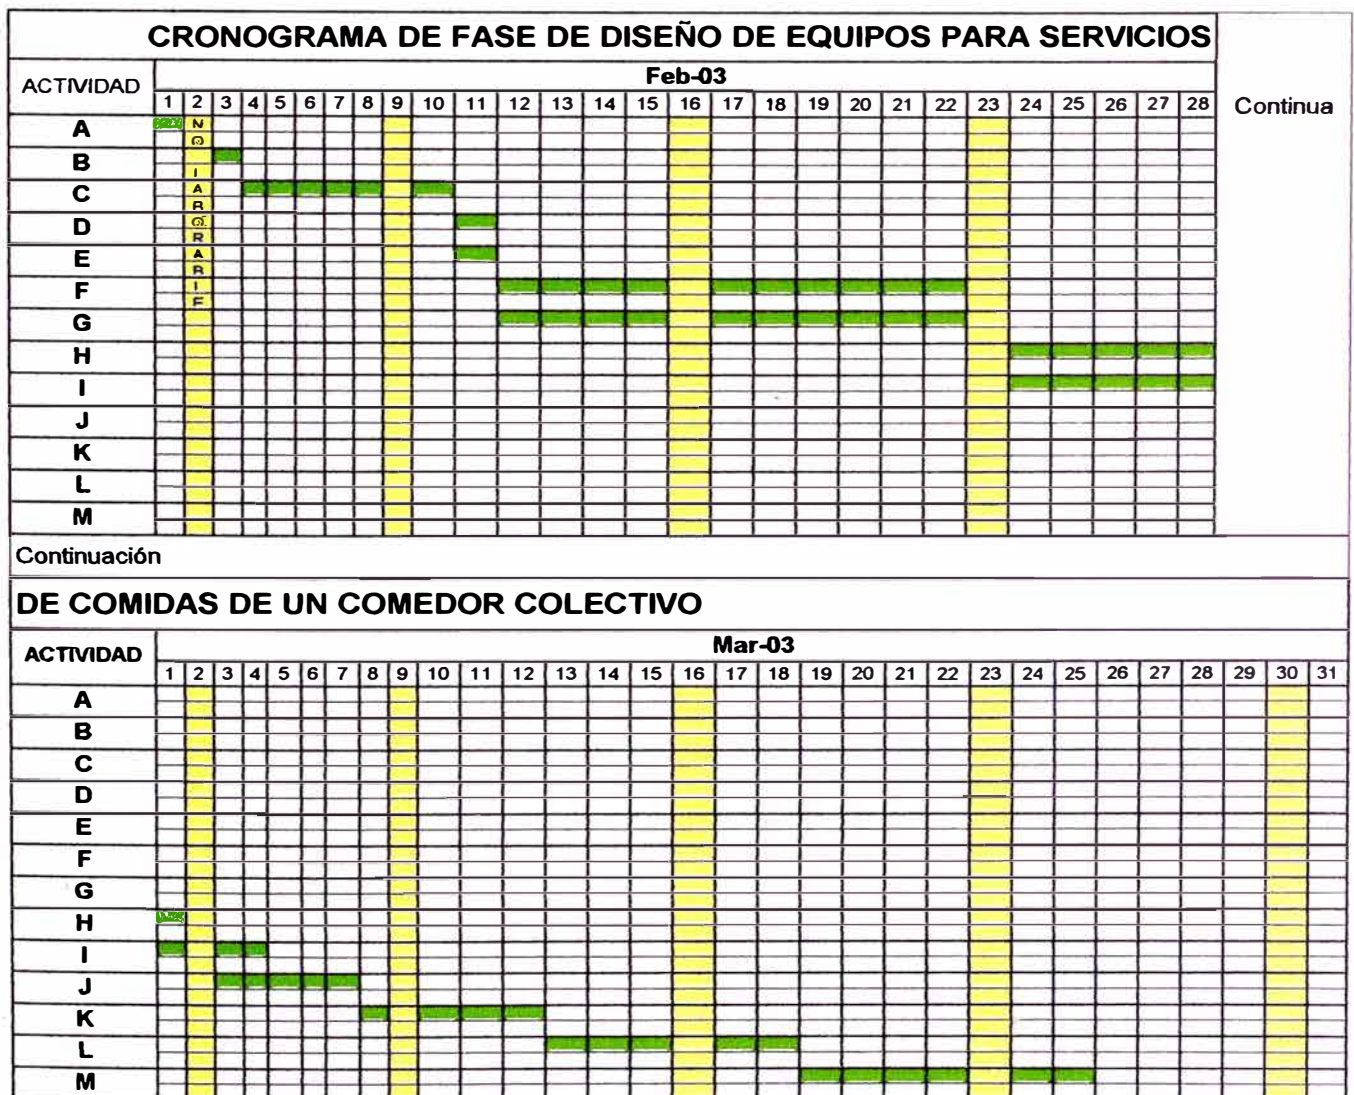 CRONOGRAMA DE FASE DE DISEÑO DE EQUIPOS PARA SERVICIOS
ACTIVIDAD
Feb-03
Continua
1 2 3 4 5 6 7 8 9 10 11 12 13 14 15 16 17 18 19 20 21 22 23 24 25 26 27 28
A
B
C
D
E
F
G
H
I
J
K
L
M
Continuación
DE COMIDAS DE UN COMEDOR COLECTIVO
ACTIVIDAD
Mar-03
1 2 3 4 5 6 7 8 9 10 11 12 13 14 15 16 17 18 19 20 21 22 23 24 25 26 27 28 29 30 31
A
B
C
D
E
F
G
H
I
J
K
L
M